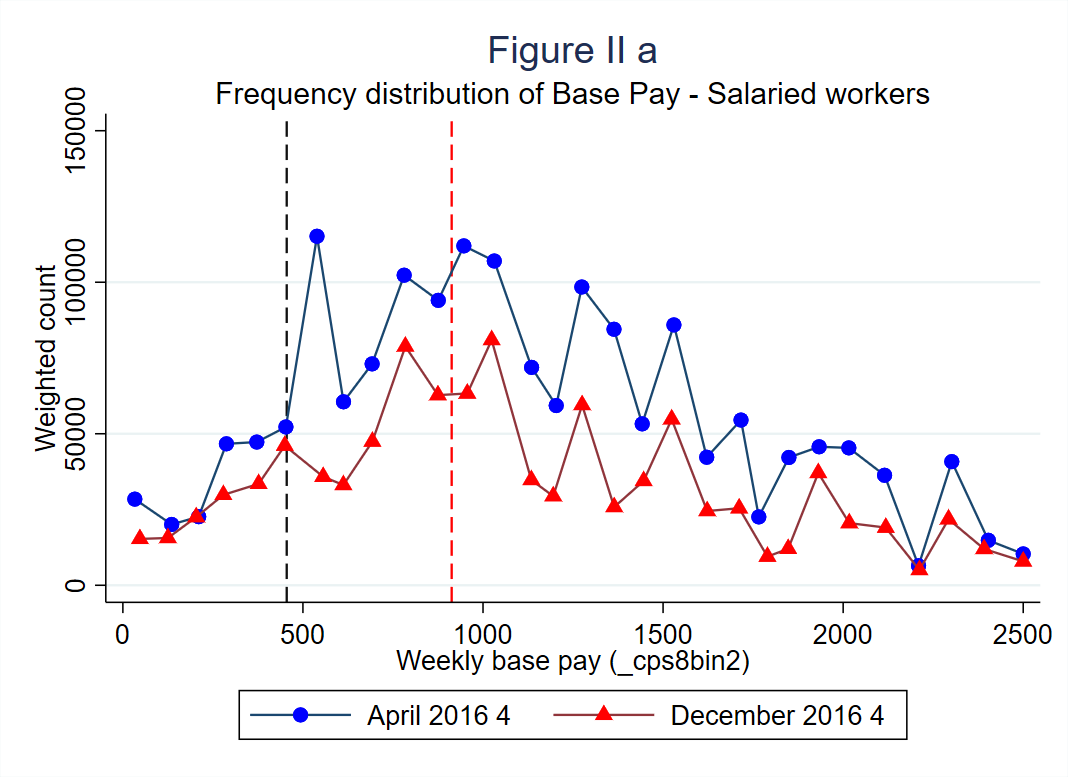 Figure II a
Frequency distribution of Base Pay - Salaried workers
Weighted count
150000
100000
50000
0
0 500 1000 1500 2000 2500
Weekly base pay (_cps8bin2)
April 2016 4 December 2016 4